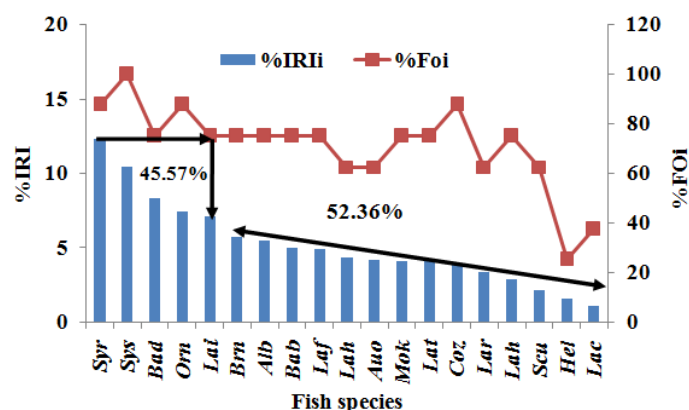 20
15
10
5
0
%IRI
%IRIi
%Foi
45.57%
52.36%
120
100
80
60
40
20
0
%FOi
Syr
Sys
Bad
Orn
Lal
Brn
Alb
Bab
Laf
Lah
Auo
Mok
Lat
Coz
Lar
Lah
Scu
Hel
Lac
Fish species